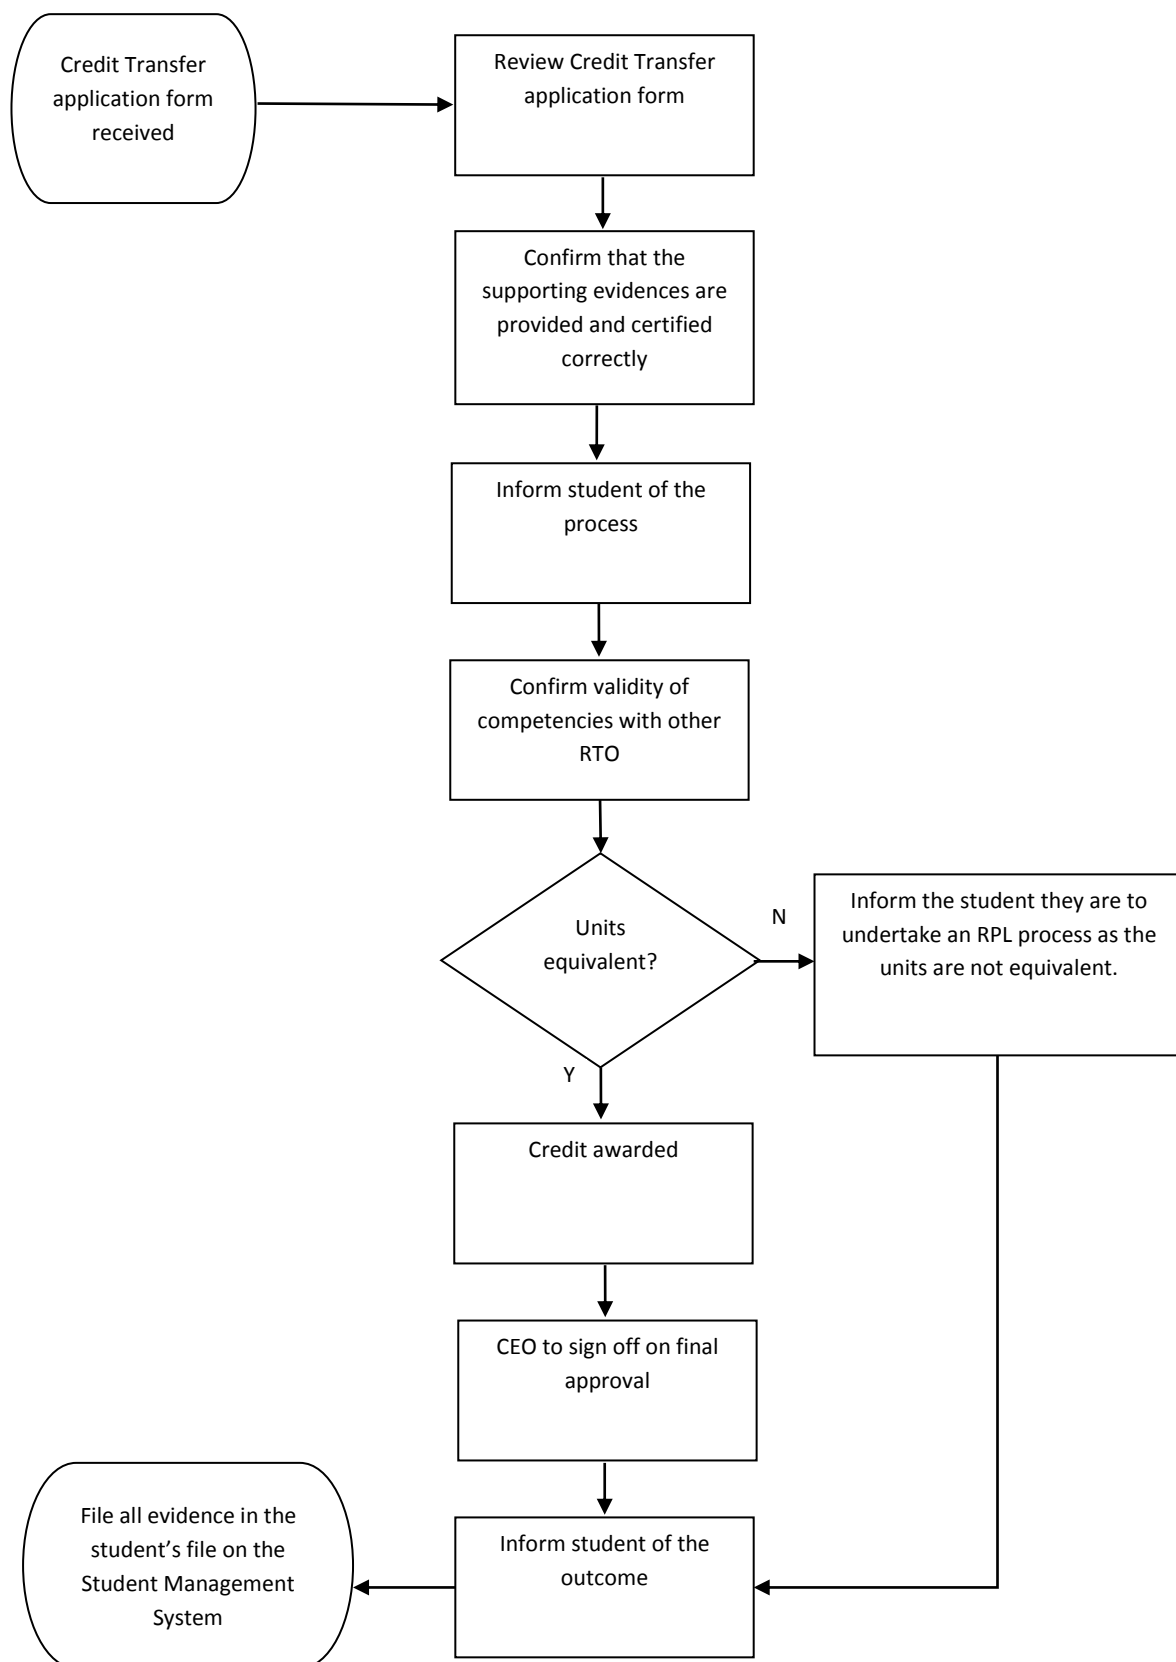 Credit Transfer
application form
received
Review Credit Transfer
application form
Confirm that the
supporting evidences are
provided and certified
correctly
Inform student of the
process
Confirm validity of
competencies with other
RTO
Units
equivalent?
N
Inform the student they are to
undertake an RPL process as the
units are not equivalent.
Y
Credit awarded
CEO to sign off on final
approval
Inform student of the
outcome
File all evidence in the
student’s file on the
Student Management
System